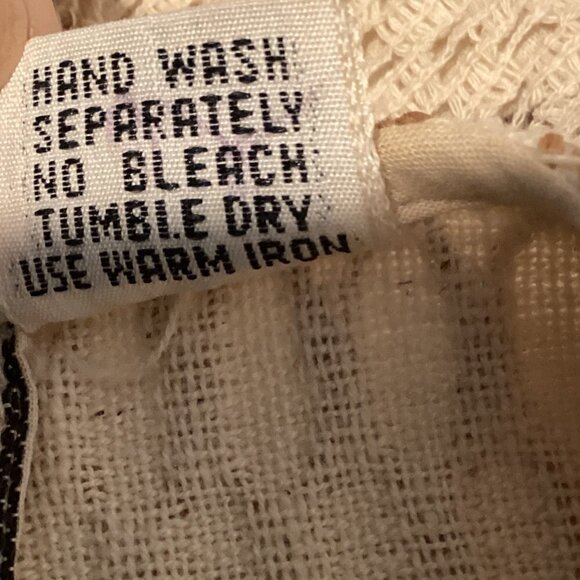 HAND WASH
SEPARATELY
NO BLEACH
TUMBLE DRY
USE WARM IRON